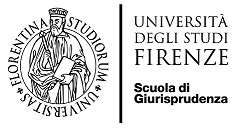 FLORENTINA STUDIORUM UNIVERSITAS
UNIVERSITÀ
DEGLI STUDI
FIRENZE
Scuola di
Giurisprudenza